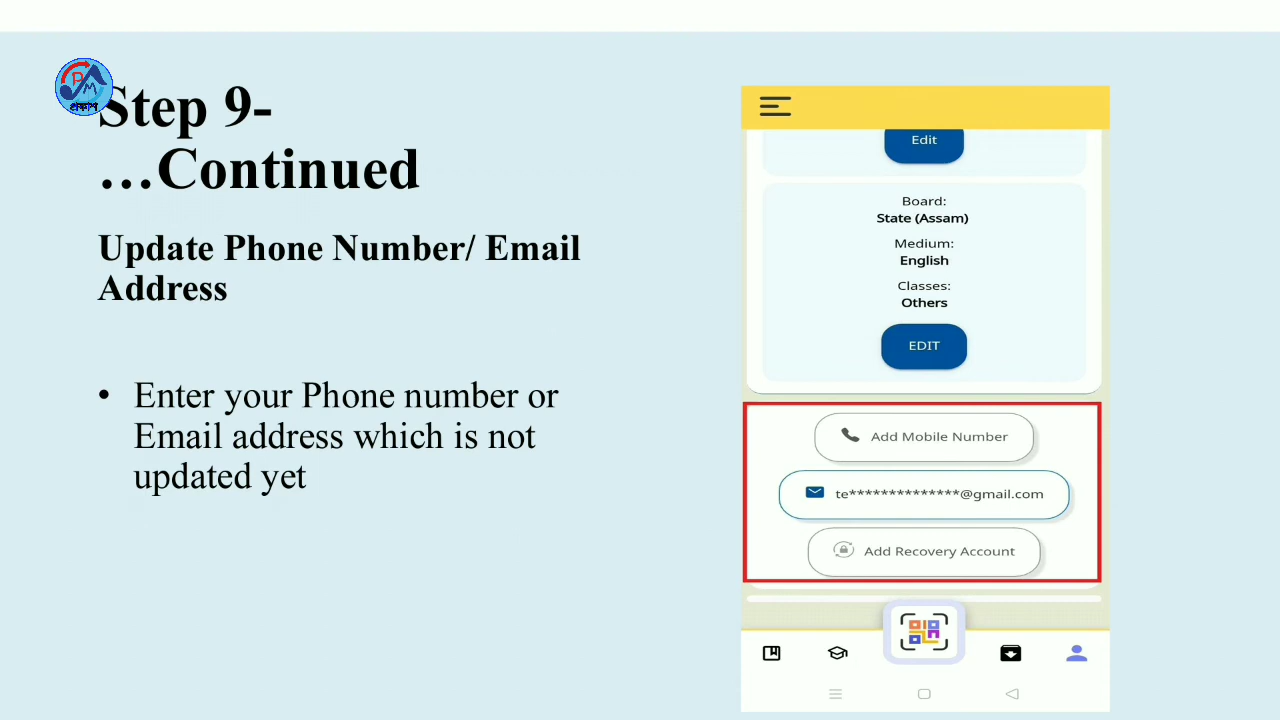 Step 9-
…Continued
Update Phone Number/ Email
Address
• Enter your Phone number or
Email address which is not
updated yet
PM
প্ৰকাশ
Edit
Board:
State (Assam)
Medium:
English
Classes:
Others
EDIT
Add Mobile Number
te**************@gmail.com
Add Recovery Account